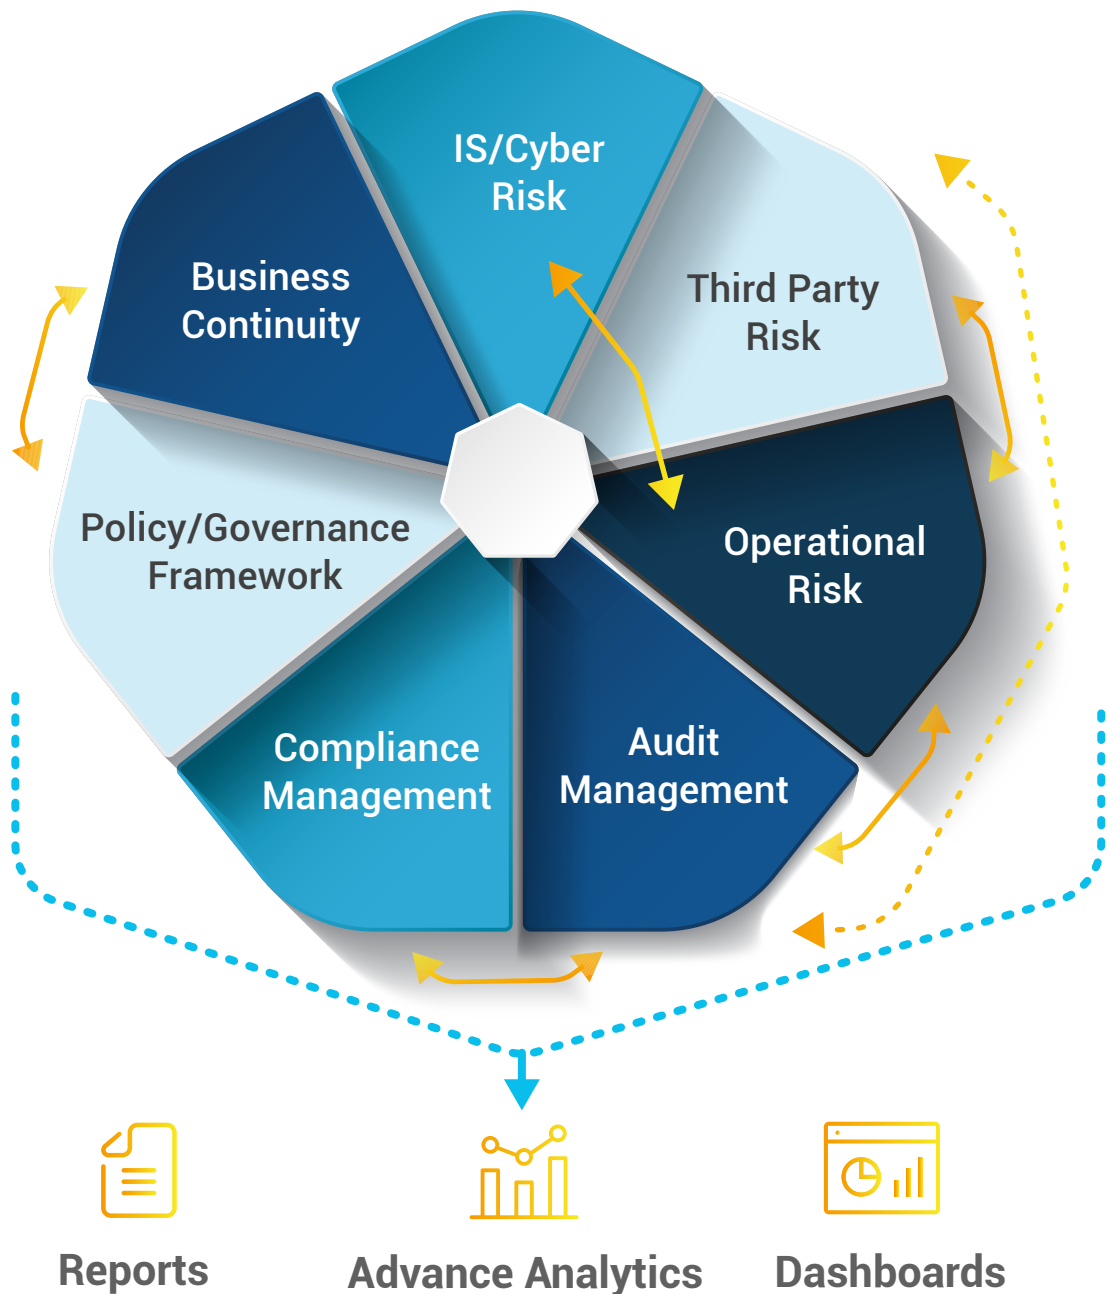 IS/Cyber
Risk
Business
Continuity
Third Party
Risk
Policy/Governance
Framework
Operational
Risk
Compliance
Management
Audit
Management
Reports
Advance Analytics
Dashboards